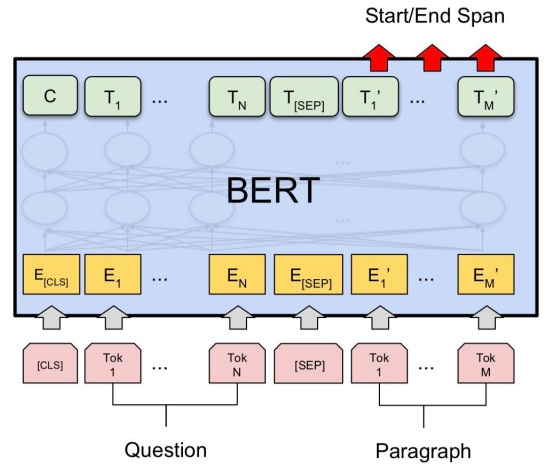 Start/End Span
C T1 ... TN T[SEP] T1' ... TM'
BERT
E[CLS] E1 ... EN E[SEP] E1' ... EM'
[CLS] Tok 1 ... Tok N [SEP] Tok 1 ... Tok M
Question Paragraph